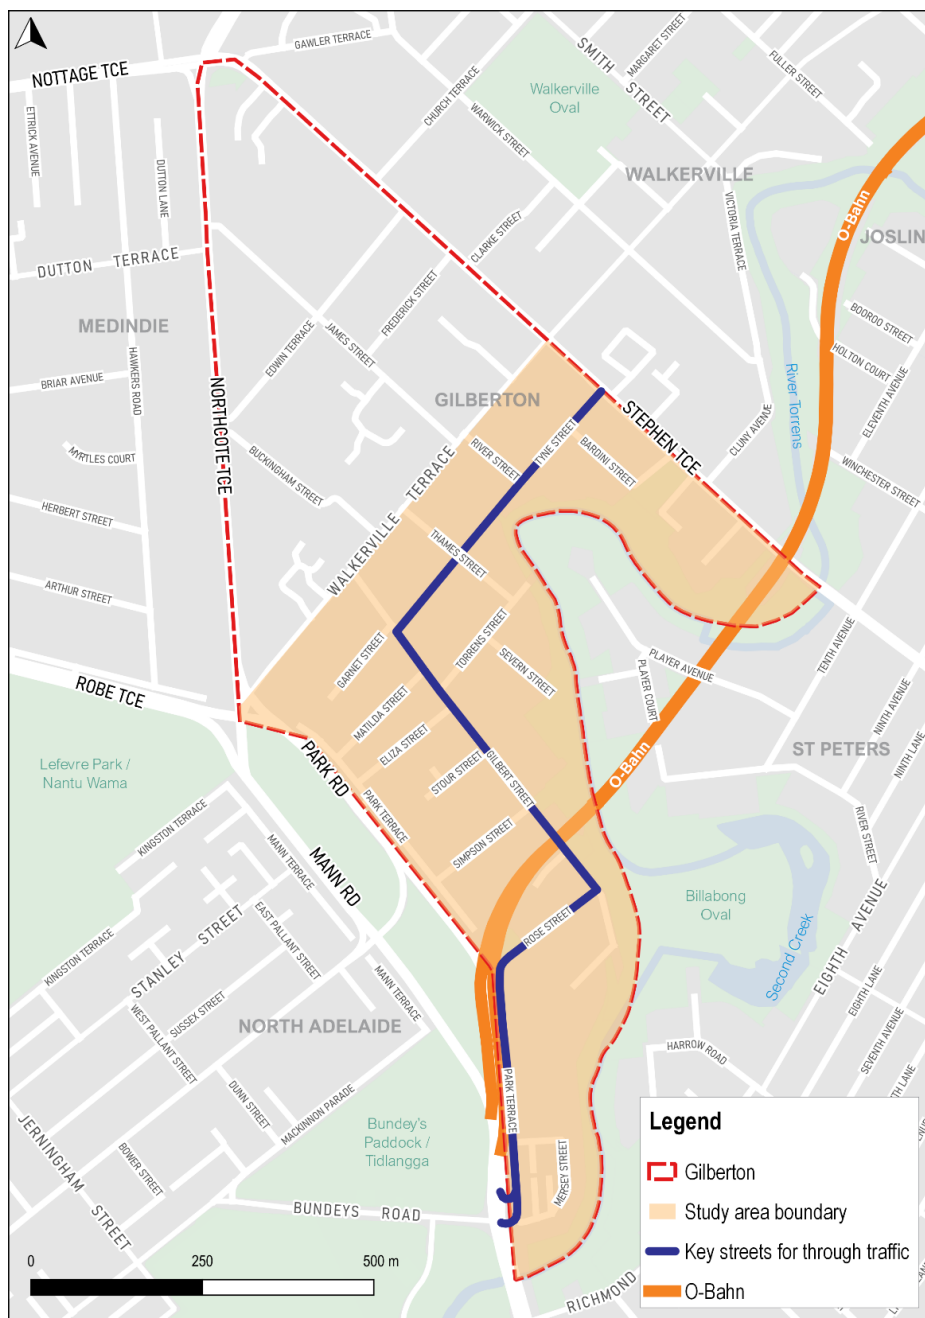 GAWLER TERRACE
NOTTAGE TCE
SMITH
STREET
MARGARET STREET
FULLER STREET
ETTRICK AVENUE
DUTTON LANE
CHURCH TERRACE
WARWICK STREET
Walkerville
Oval
WALKERVILLE
VICTORIA TERRACE
O-Bahn
JOSLIN
CLARKE STREET
DUTTON TERRACE
FREDERICK STREET
MEDINDIE
EDWIN TERRACE
JAMES STREET
BOOROO STREET
HOLTON COURT
BRIAR AVENUE
HAWKERS ROAD
NORTHCOTE TCE
GILBERTON
STEPHEN TCE
River Torrens
ELEVENTH AVENUE
CLUNY AVENUE
TYNE STREET
RIVER STREET
BARDINI STREET
MYRTLES COURT
BUCKINGHAM STREET
WINCHESTER STREET
HERBERT STREET
WALKERVILLE TERRACE
THAMES STREET
ARTHUR STREET
GARNET STREET
TORRENS STREET
SEVERN STREET
TENTH AVENUE
PLAYER AVENUE
PLAYER COURT
ROBE TCE
MATILDA STREET
ELIZA STREET
NINTH AVENUE
NINTH LANE
ST PETERS
Lefevre Park /
Nantu Wama
PARK RD
STOUR STREET
GILBERT STREET
O-Bahn
PARK TERRACE
KINGSTON TERRACE
MANN TERRACE
MANN RD
SIMPSON STREET
RIVER STREET
Billabong
Oval
EIGHTH AVENUE
STANLEY STREET
EAST PALLANT STREET
KINGSTON TERRACE
ROSE STREET
Second Creek
MANN TERRACE
SUSSEX STREET
WEST PALLANT STREET
NORTH ADELAIDE
EIGHTH LANE
SEVENTH AVENUE
HARROW ROAD
DUNN STREET
MACKINNON PARADE
PARK TERRACE
Bundey's
Paddock /
Tidlangga
JERNINGHAM STREET
BOWER STREET
MERSEY STREET
BUNDEYS ROAD
RICHMOND
Legend
Gilberton
Study area boundary
Key streets for through traffic
O-Bahn
0 250 500 m